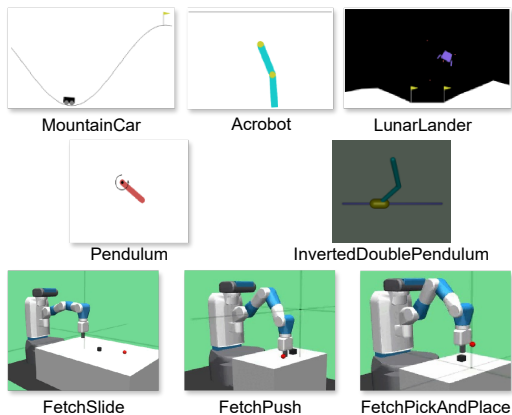 MountainCar
Acrobot
LunarLander
Pendulum
InvertedDoublePendulum
FetchSlide
FetchPush
FetchPickAndPlace